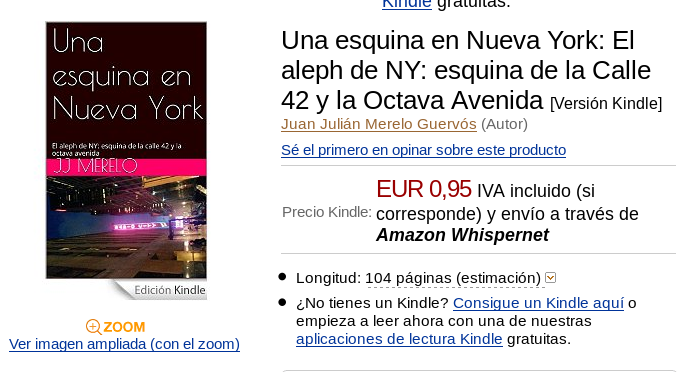 Kindle gratuitas.
Una
esquina en
Nueva York
El aleph de NY: esquina de la calle 42 y la
octava avenida
JJ MERELO
Edición Kindle
ZOOM
Ver imagen ampliada (con el zoom)
Una esquina en Nueva York: El
aleph de NY: esquina de la Calle
42 y la Octava Avenida [Versión Kindle]
Juan Julián Merelo Guervós (Autor)
Sé el primero en opinar sobre este producto
Precio Kindle: EUR 0,95 IVA incluido (si
corresponde) y envío a través de
Amazon Whispernet
Longitud: 104 páginas (estimación)
¿No tienes un Kindle? Consigue un Kindle aquí o
empieza a leer ahora con una de nuestras
aplicaciones de lectura Kindle gratuitas.